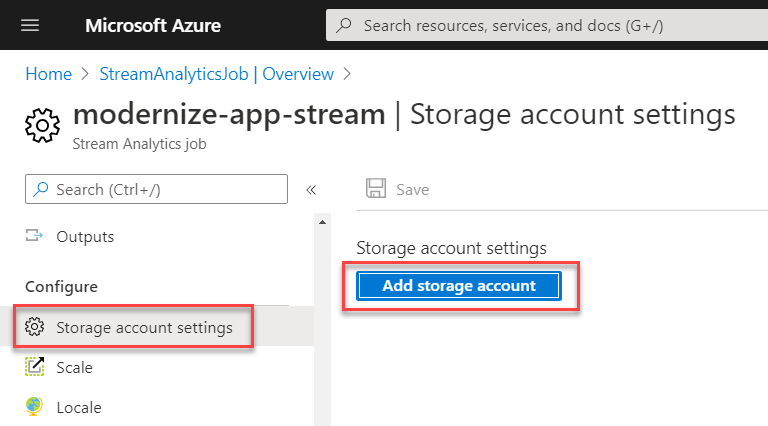 Microsoft Azure
Search resources, services, and docs (G+/)
Home > StreamAnalyticsJob | Overview >
modernize-app-stream | Storage account settings
Stream Analytics job
Search (Ctrl+/)
«
Save
Outputs
Storage account settings
Add storage account
Configure
Storage account settings
Scale
Locale